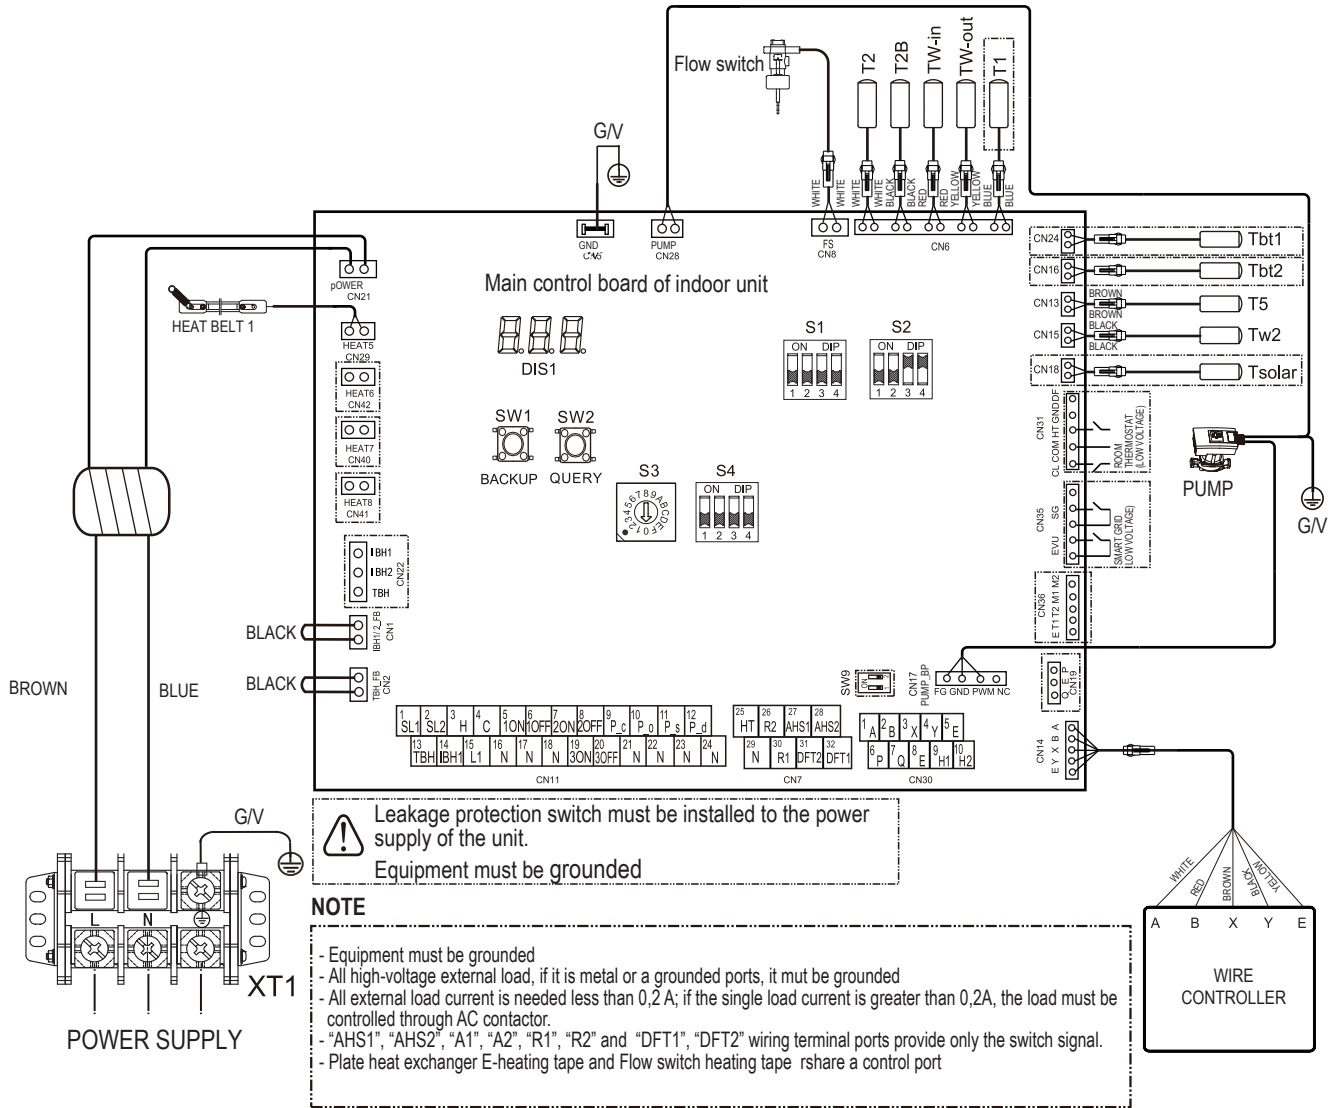 Flow switch
T2
T2B
TW-in
TW-out
T1
G/V
WHITE
WHITE
WHITE
WHITE
BLACK
BLACK
RED
RED
YELLOW
YELLOW
BLUE
BLUE
GND
PUMP
CN28
FS
CN8
CN6
pOWER
CN21
Main control board of indoor unit
HEAT BELT 1
HEAT5
CN29
HEAT6
CN42
HEAT7
CN40
HEAT8
CN41
DIS1
S1
ON DIP
1 2 3 4
S2
ON DIP
1 2 3 4
SW1
BACKUP
SW2
QUERY
S3
0123456789ABCDEF
S4
ON DIP
1 2 3 4
CN24
Tbt1
CN16
Tbt2
CN13
BROWN
BROWN
T5
CN15
BLACK
BLACK
Tw2
CN18
Tsolar
CN31
CL COM HT GND DF
ROOM
THERMOSTAT
(LOW VOLTAGE)
PUMP
G/V
CN35
EVU SG
SMART GRID
LOW VOLTAGE)
CN36
E T1 T2 M1 M2
IBH1
IBH2
TBH
CN22
BLACK
IBH1/2_FB
CN1
BLACK
TBH_FB
CN2
BROWN
BLUE
SW9
ON
CN17
PUMP_BP
FG GND PWM NC
CN19
Q E P
CN14
E Y X B A
1 2 3 4 5 6 7 8 9 10 11 12
SL1 SL2 H C 1ON 1OFF 2ON 2OFF P_c P_o P_s P_d
13 14 15 16 17 18 19 20 21 22 23 24
TBH IBH1 L1 N N N 3ON 3OFF N N N N
CN11
25 26 27 28
HT R2 AHS1 AHS2
29 30 31 32
N R1 DFT2 DFT1
CN7
1 2 3 4 5
A B X Y E
6 7 8 9 10
P Q E H1 H2
CN30
Leakage protection switch must be installed to the power
supply of the unit.
Equipment must be grounded
G/V
L N
XT1
POWER SUPPLY
NOTE
- Equipment must be grounded
- All high-voltage external load, if it is metal or a grounded ports, it mut be grounded
- All external load current is needed less than 0,2 A; if the single load current is greater than 0,2A, the load must be
controlled through AC contactor.
- “AHS1”, “AHS2”, “A1”, “A2”, “R1”, “R2” and “DFT1”, “DFT2” wiring terminal ports provide only the switch signal.
- Plate heat exchanger E-heating tape and Flow switch heating tape rshare a control port
WHITE
RED
BROWN
BLACK
YELLOW
A B X Y E
WIRE
CONTROLLER